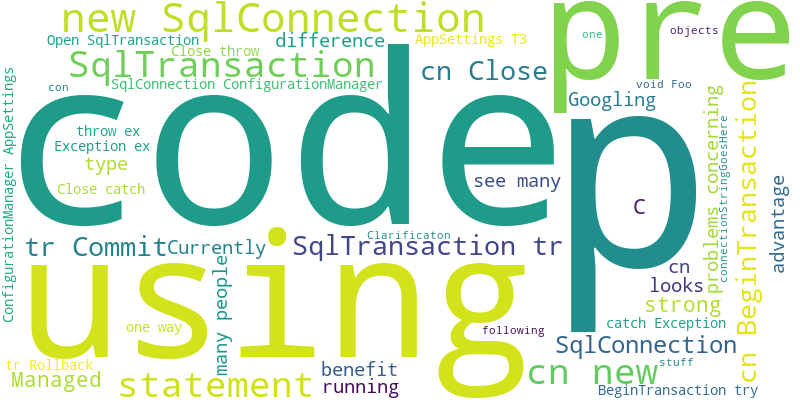 new SqlConnection
pre
one
objects
Open SqlTransaction
difference
AppSettings T3
Close throw
SqlTransaction
cn Close
void Foo
SqlConnection ConfigurationManager
con
Googling
code
p
throw ex
Exception ex
type
Close catch
see many
C
ConfigurationManager AppSettings
problems concerning
connectionStringGoesHere
cn BeginTransaction
advantage
tr Commit
Currently
Clarificaton
SqlTransaction tr
cn
looks
strong
many people
using
one way
following
catch Exception
SqlConnection
tr Rollback
Managed
statement
benefit
running
cn new
stuff
BeginTransaction try